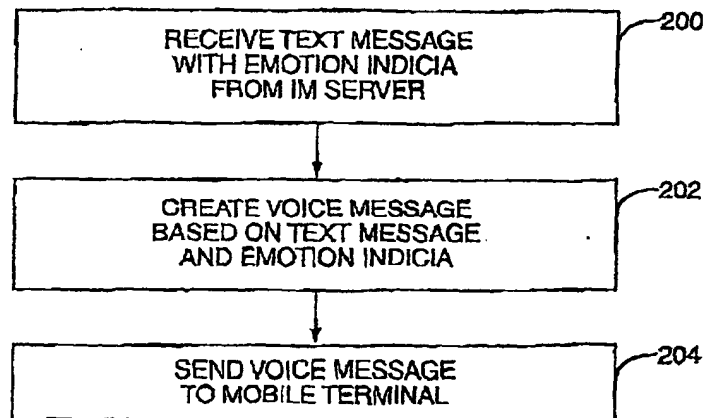 200
RECEIVE TEXT MESSAGE
WITH EMOTION INDICIA
FROM IM SERVER
202
CREATE VOICE MESSAGE
BASED ON TEXT MESSAGE
AND EMOTION INDICIA
204
SEND VOICE MESSAGE
TO MOBILE TERMINAL